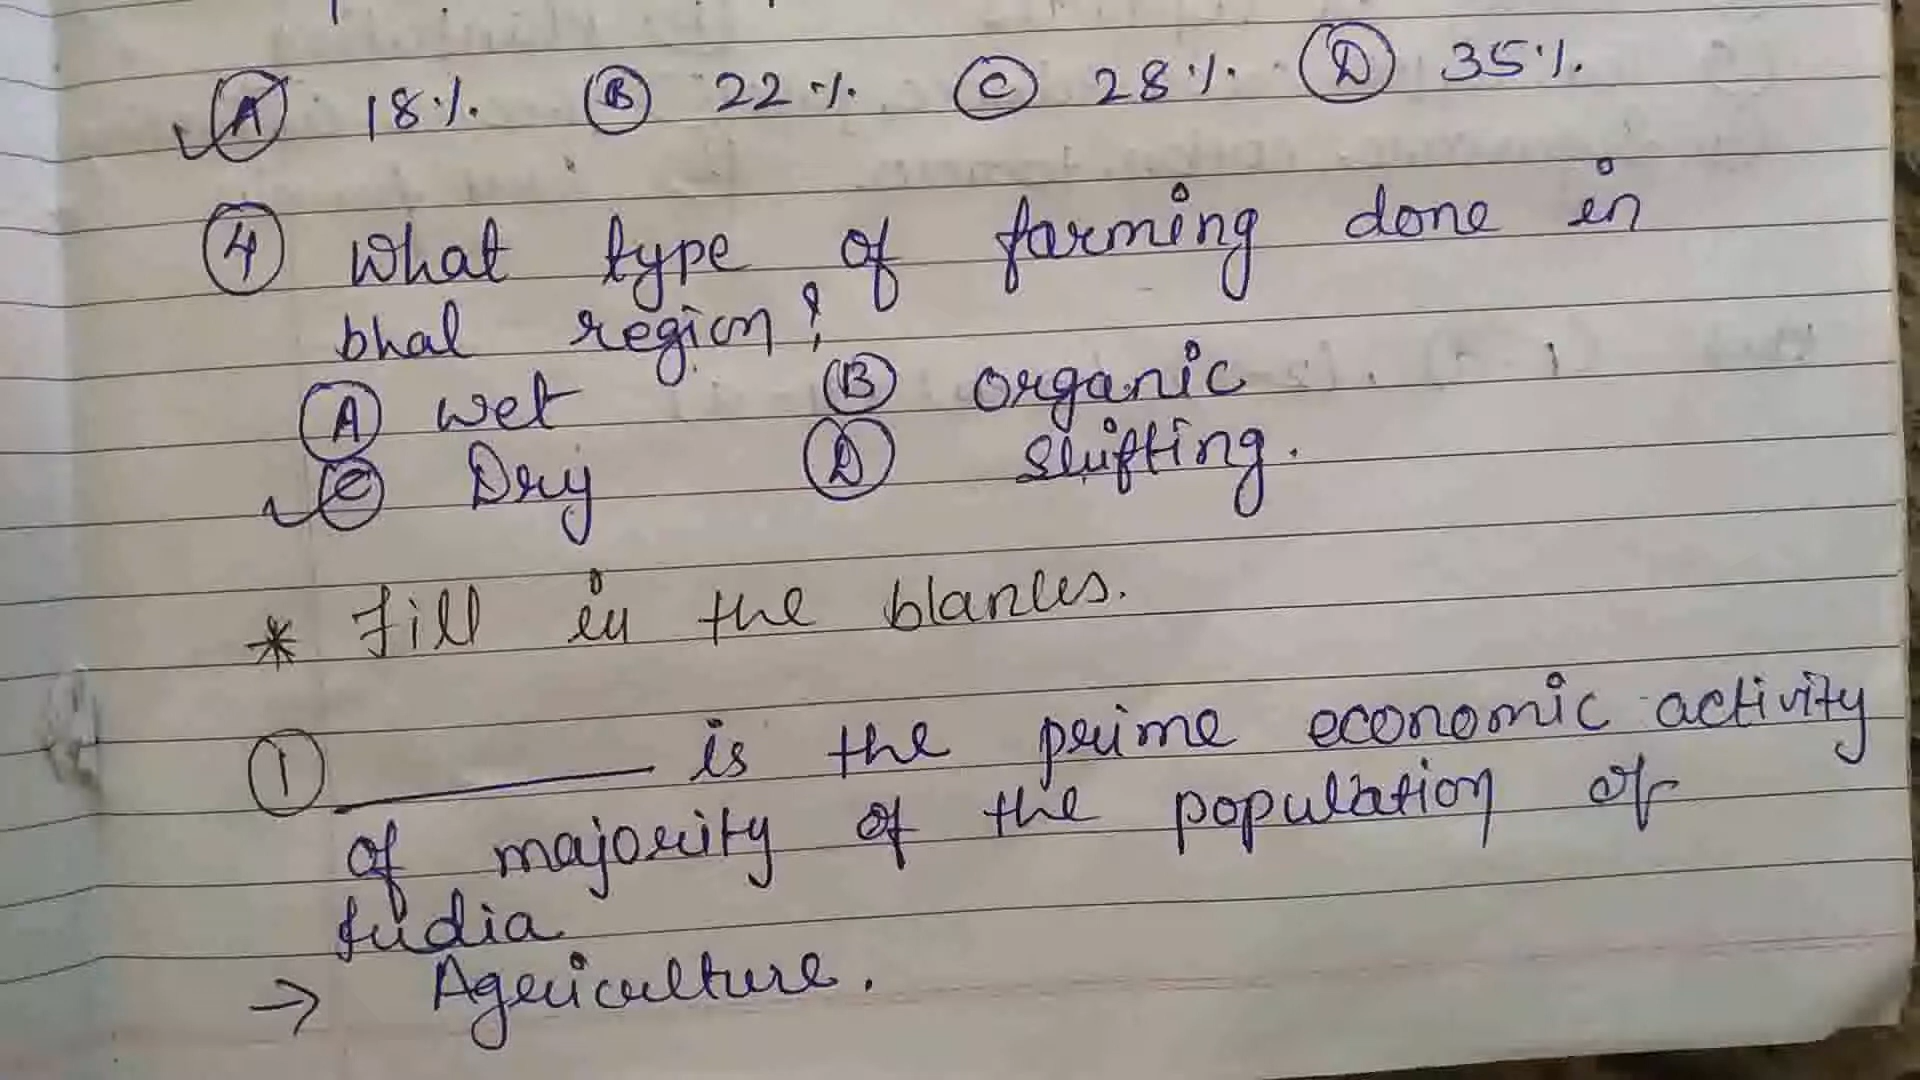 A 18% B 22% C 28% D 35%
4 What type of farming done in
bhal region?
A wet B organic
C Dry D Shifting.
* Fill in the blanks.
1 ________ is the prime economic activity
of majority of the population of
India
→ Agriculture.